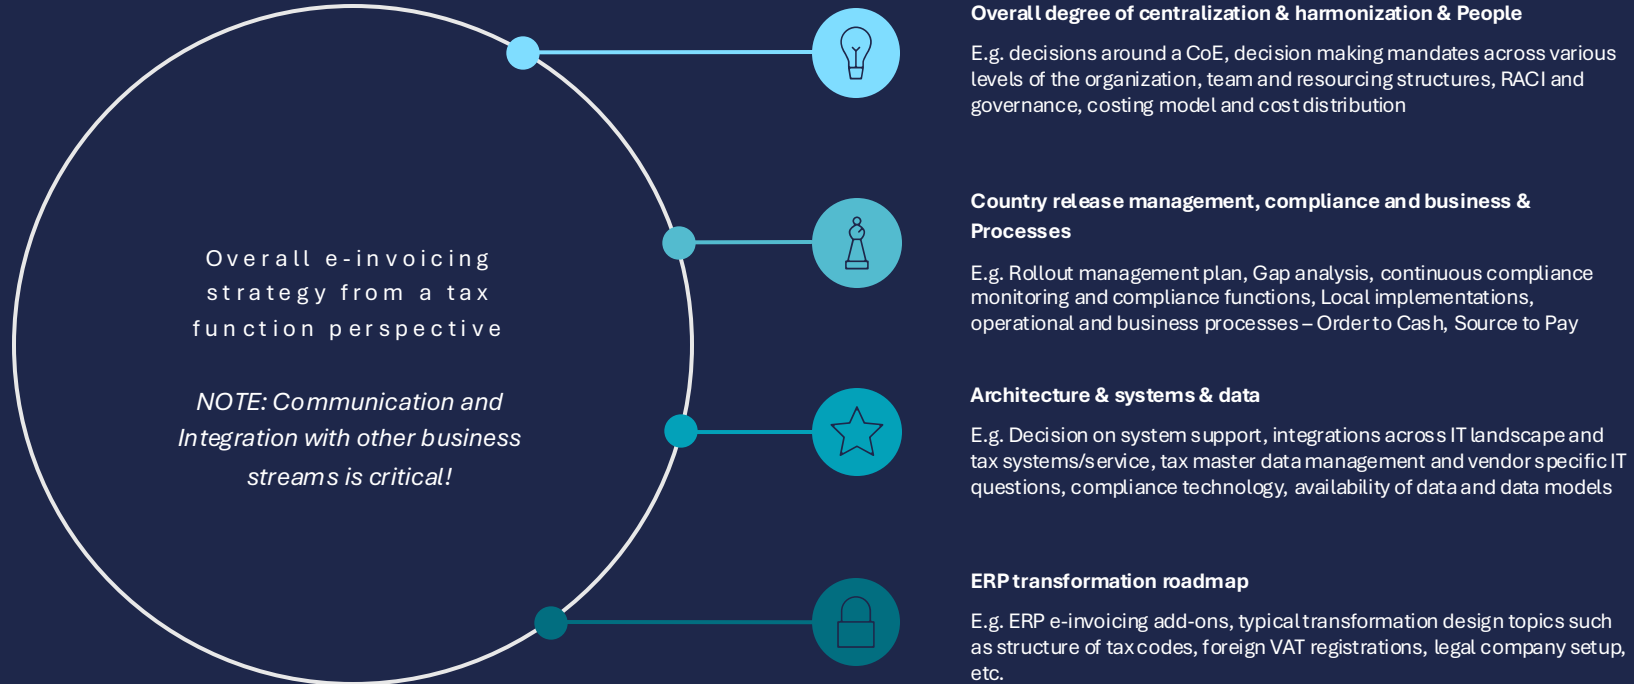 Overall e-invoicing
strategy from a tax
function perspective
NOTE: Communication and
Integration with other business
streams is critical!
Overall degree of centralization & harmonization & People
E.g. decisions around a CoE, decision making mandates across various
levels of the organization, team and resourcing structures, RACI and
governance, costing model and cost distribution
Country release management, compliance and business &
Processes
E.g. Rollout management plan, Gap analysis, continuous compliance
monitoring and compliance functions, Local implementations,
operational and business processes – Order to Cash, Source to Pay
Architecture & systems & data
E.g. Decision on system support, integrations across IT landscape and
tax systems/service, tax master data management and vendor specific IT
questions, compliance technology, availability of data and data models
ERP transformation roadmap
E.g. ERP e-invoicing add-ons, typical transformation design topics such
as structure of tax codes, foreign VAT registrations, legal company setup,
etc.